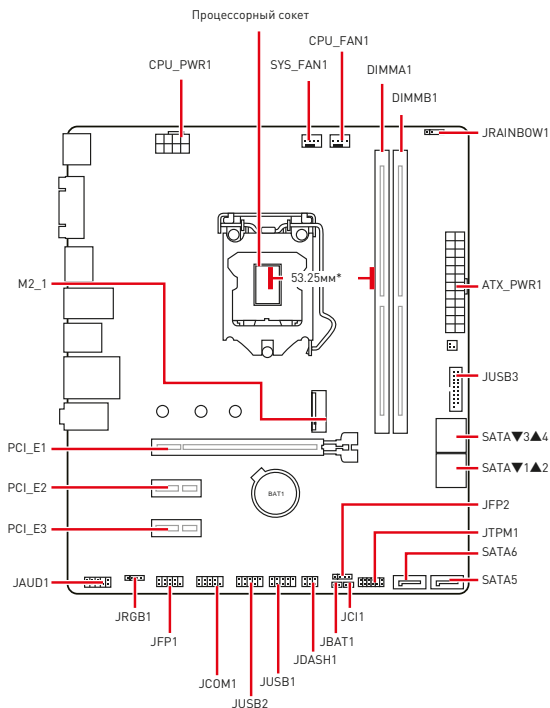 Процессорный сокет
CPU_FAN1
CPU_PWR1
SYS_FAN1
DIMMA1
DIMMB1
JRAINBOW1
53.25мм*
M2_1
ATX_PWR1
JUSB3
SATA▼3▲4
PCI_E1
SATA▼1▲2
PCI_E2
BAT1
JFP2
PCI_E3
JTPM1
SATA6
JAUD1
SATA5
JRGB1
JCI1
JFP1
JBAT1
JCOM1
JDASH1
JUSB1
JUSB2